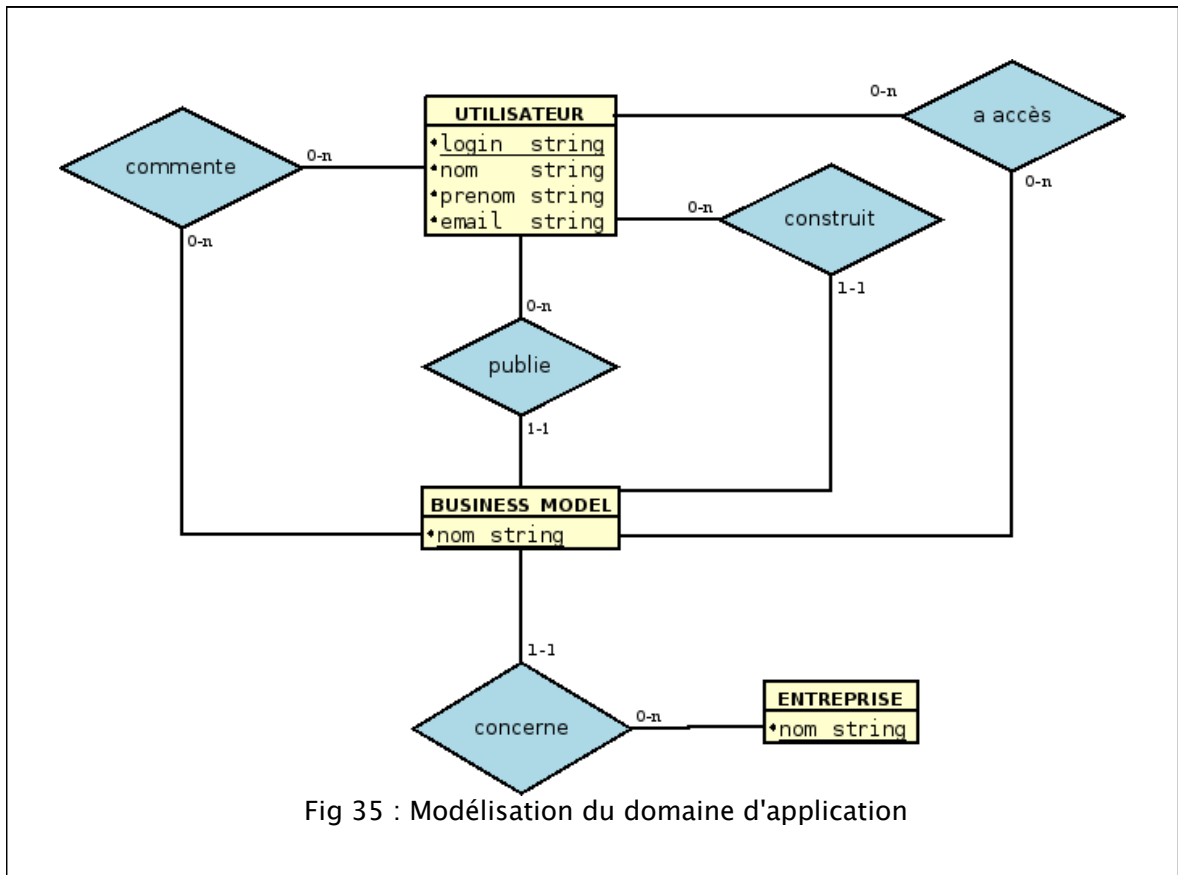 0-n
a accès
UTILISATEUR
login string
nom string
prenom string
email string
commente
0-n
0-n
0-n
construit
0-n
1-1
0-n
publie
1-1
BUSINESS MODEL
nom string
1-1
concerne
0-n
ENTREPRISE
nom string
Fig 35 : Modélisation du domaine d'application